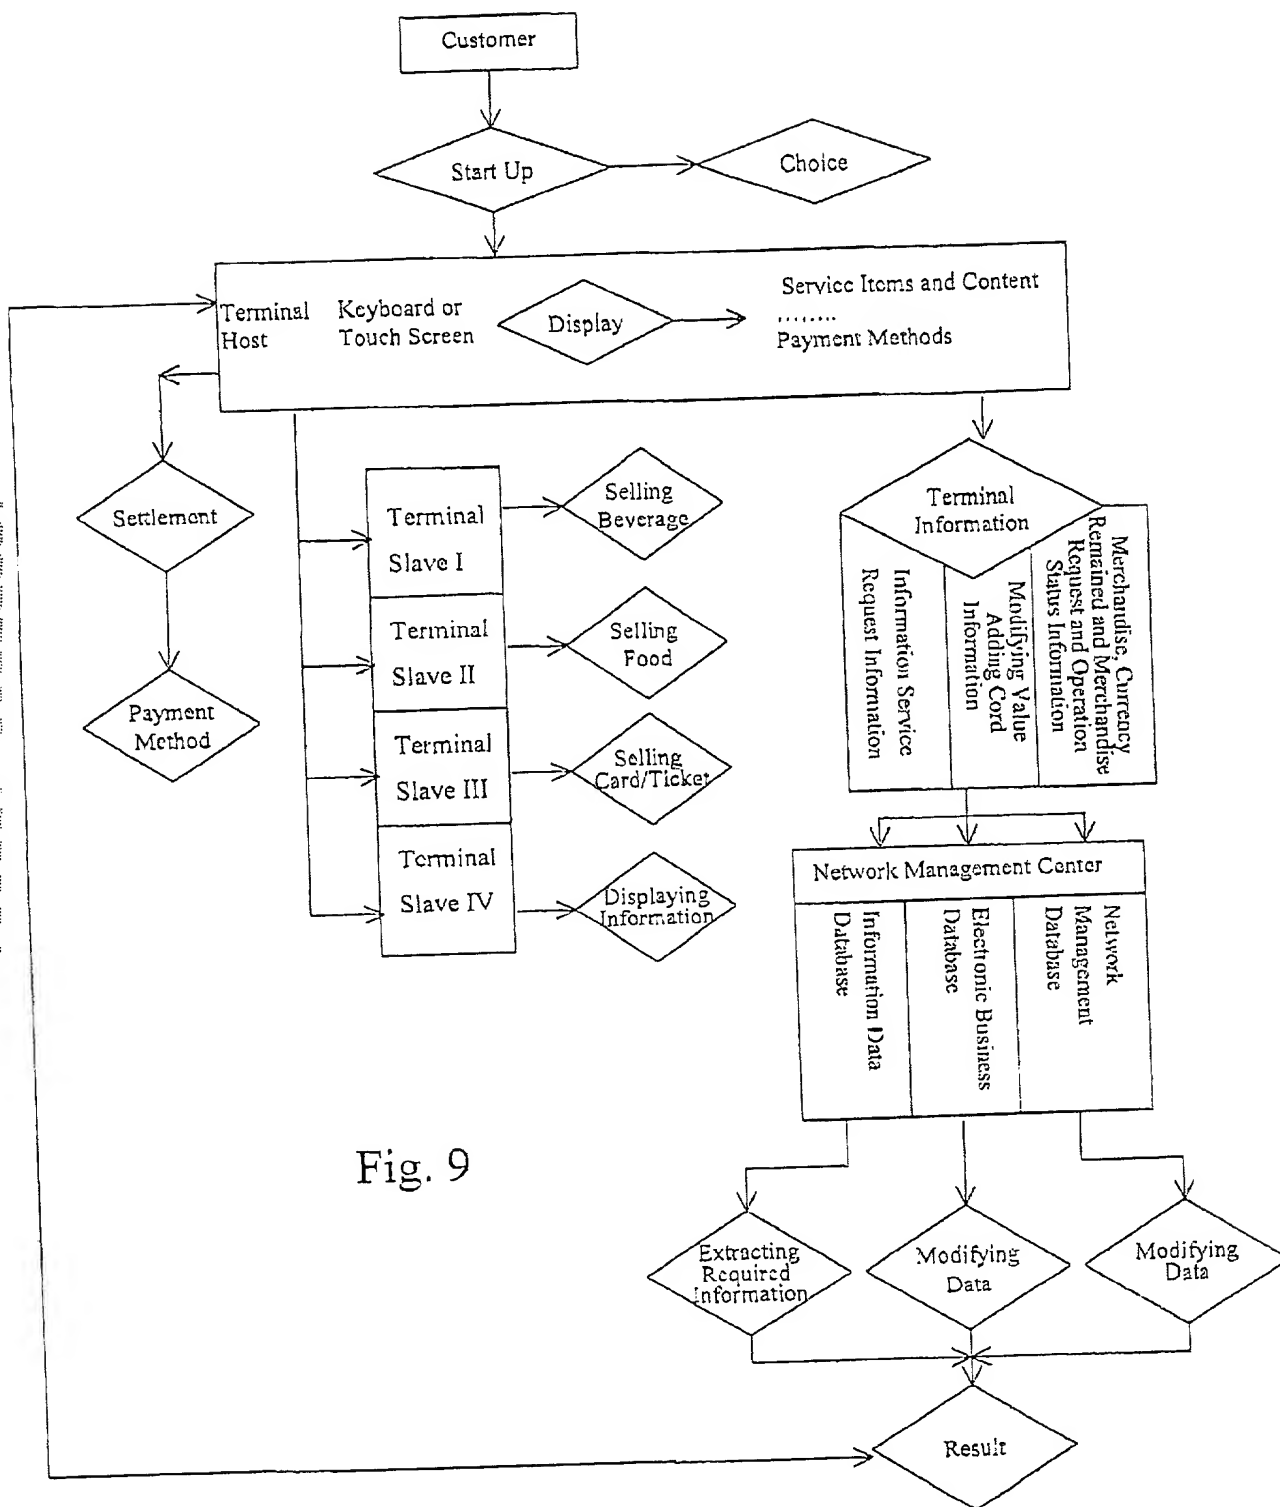 Customer
Start Up
Choice
Terminal
Host
Keyboard or
Touch Screen
Display
Service Items and Content
.........
Payment Methods
Settlement
Payment
Method
Terminal
Slave I
Terminal
Slave II
Terminal
Slave III
Terminal
Slave IV
Selling
Beverage
Selling
Food
Selling
Card/Ticket
Displaying
Information
Terminal
Information
Information Service
Request Information
Modifying Value
Adding Cord
Information
Merchandise, Currency
Remained and Merchandise
Request and Operation
Status Information
Network Management Center
Information Data
Database
Electronic Business
Database
Network
Management
Database
Extracting
Required
Information
Modifying
Data
Modifying
Data
Result
Fig. 9